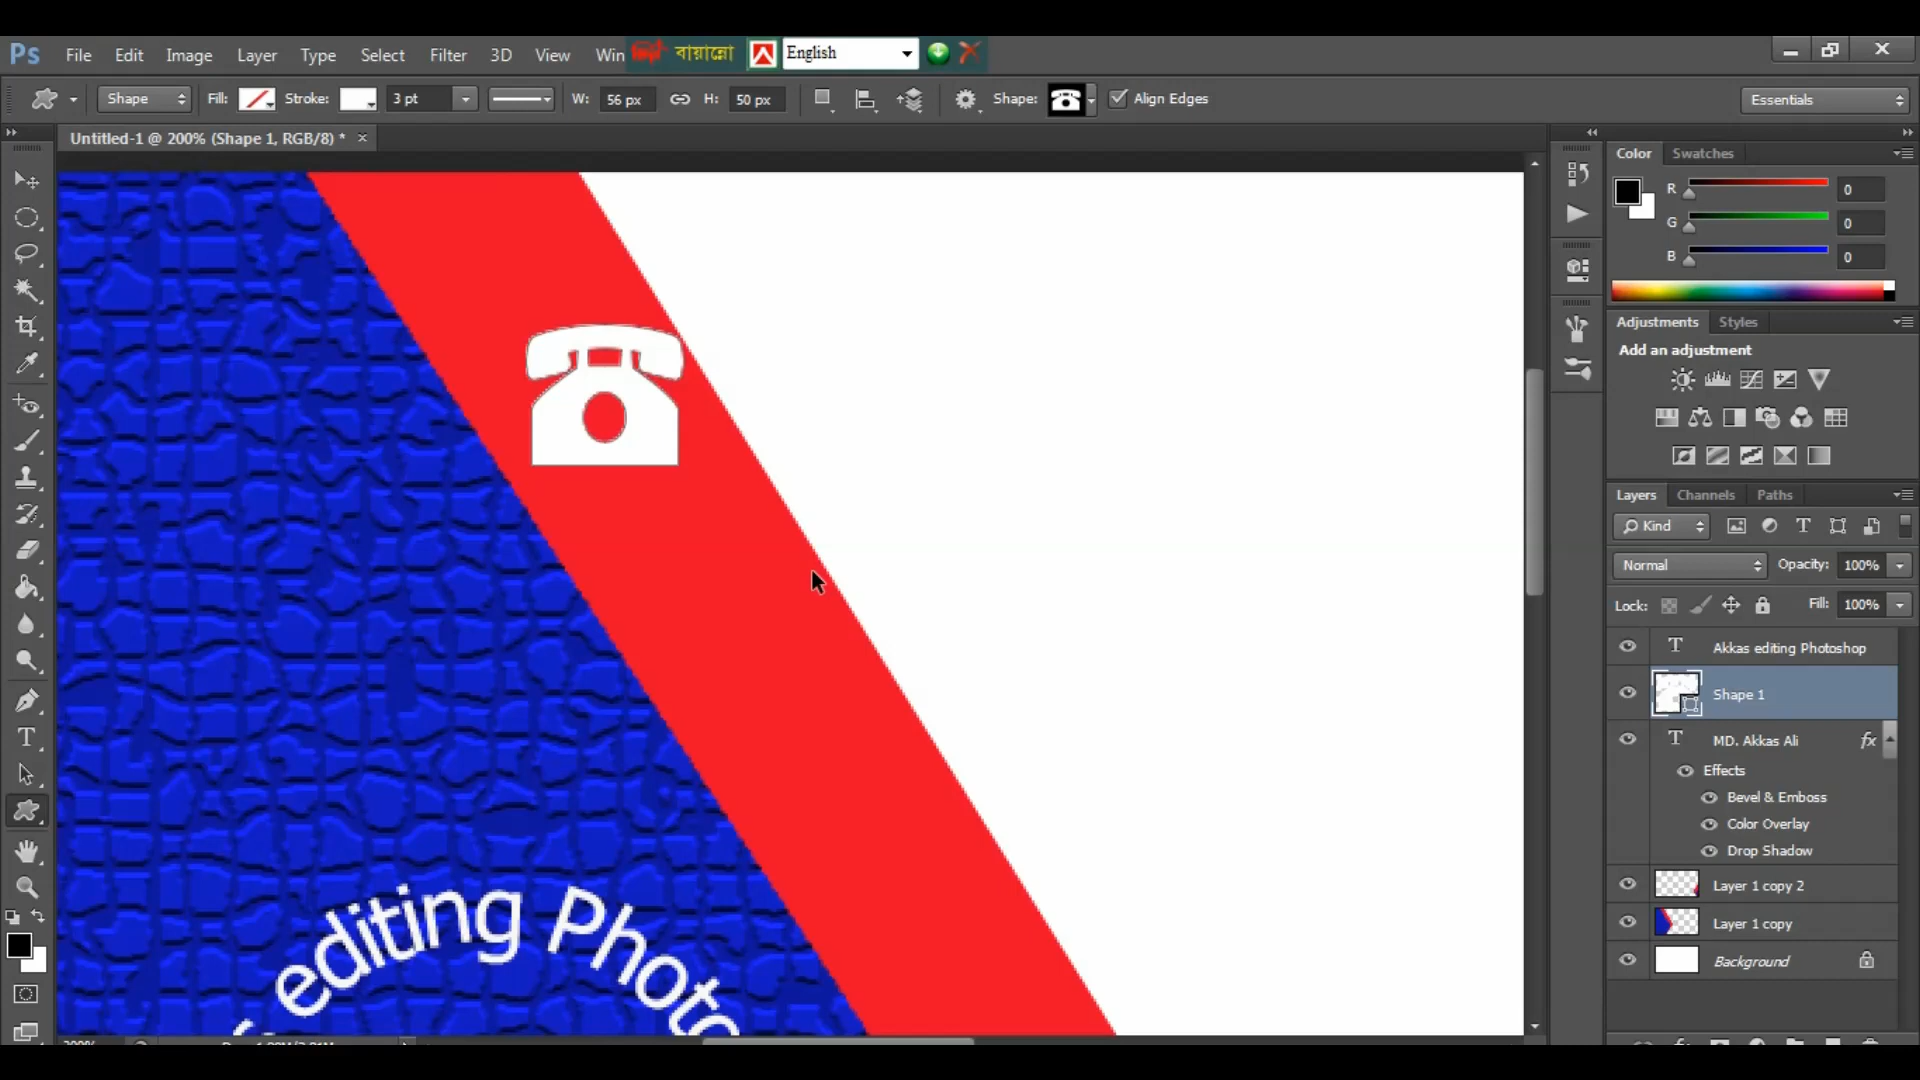 Ps File Edit Image Layer Type Select Filter 3D View Win বায়ান্নো English
Shape Fill: Stroke: 3 pt W: 56 px H: 50 px Shape: Align Edges Essentials
Untitled-1 @ 200% (Shape 1, RGB/8) * ×
Color Swatches
R 0
G 0
B 0
Adjustments Styles
Add an adjustment
Layers Channels Paths
Kind
Normal Opacity: 100%
Lock: Fill: 100%
Akkas editing Photoshop
Shape 1
MD. Akkas Ali fx
Effects
Bevel & Emboss
Color Overlay
Drop Shadow
Layer 1 copy 2
Layer 1 copy
Background
editing Photo